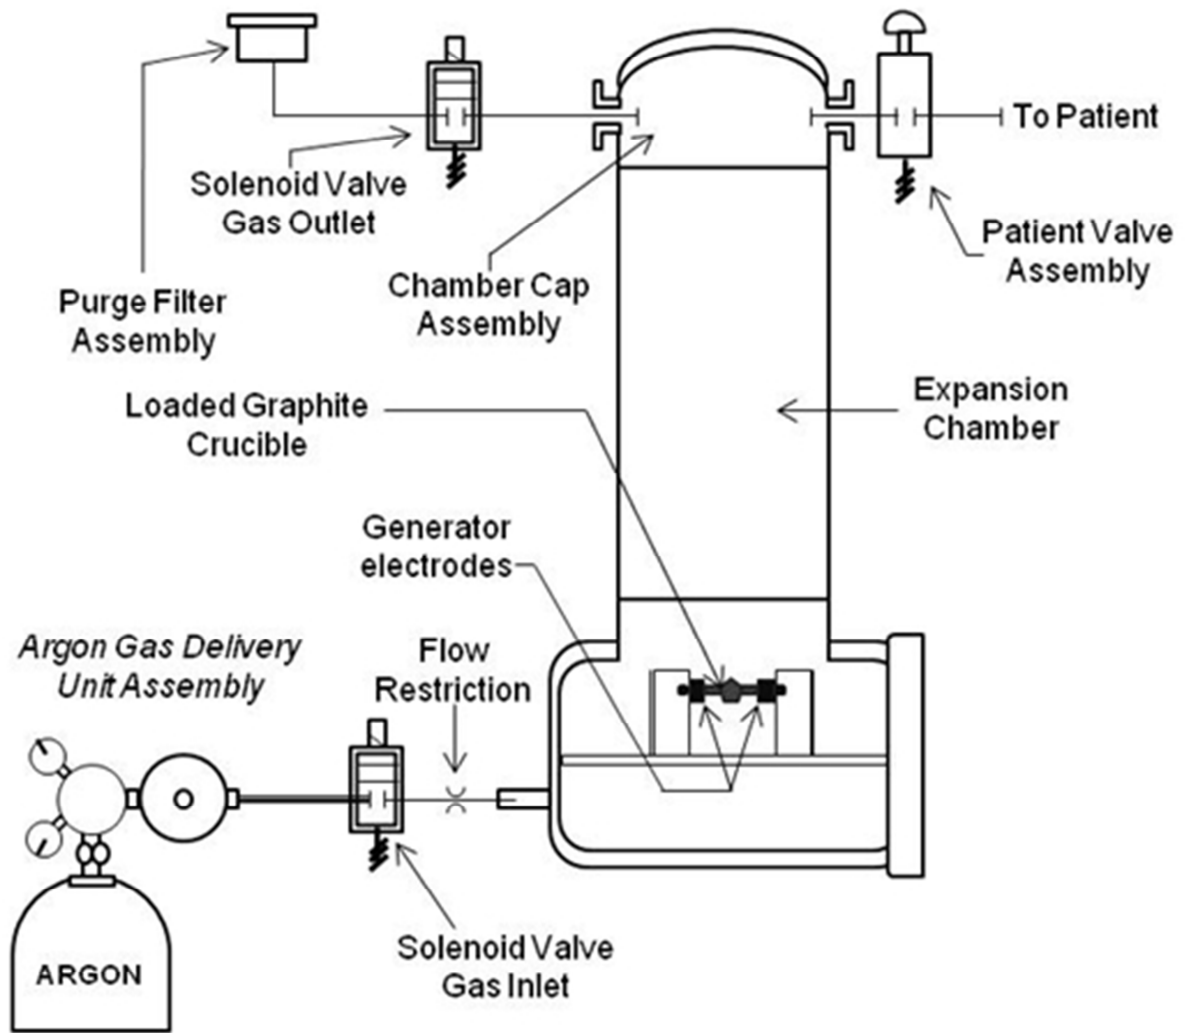 To Patient
Solenoid Valve
Gas Outlet
Patient Valve
Assembly
Purge Filter
Assembly
Chamber Cap
Assembly
Loaded Graphite
Crucible
Expansion
Chamber
Generator
electrodes
Argon Gas Delivery
Unit Assembly
Flow
Restriction
Solenoid Valve
Gas Inlet
ARGON